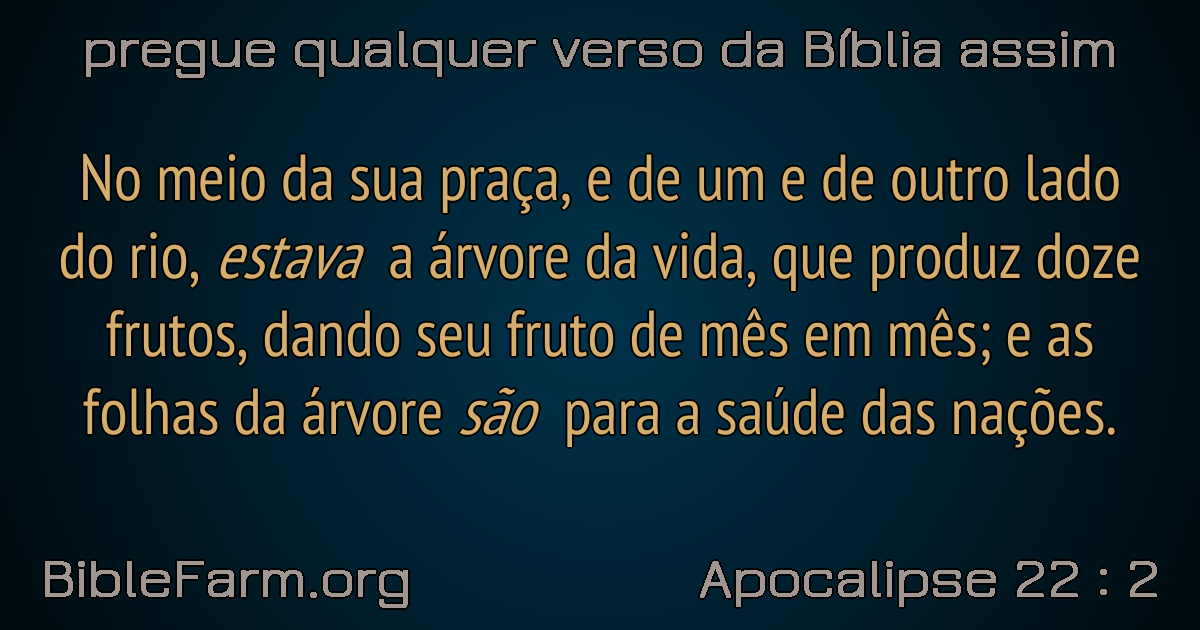 pregue qualquer verso da Bíblia assim
No meio da sua praça, e de um e de outro lado
do rio, estava a árvore da vida, que produz doze
frutos, dando seu fruto de mês em mês; e as
folhas da árvore são para a saúde das nações.
BibleFarm.org
Apocalipse 22 : 2